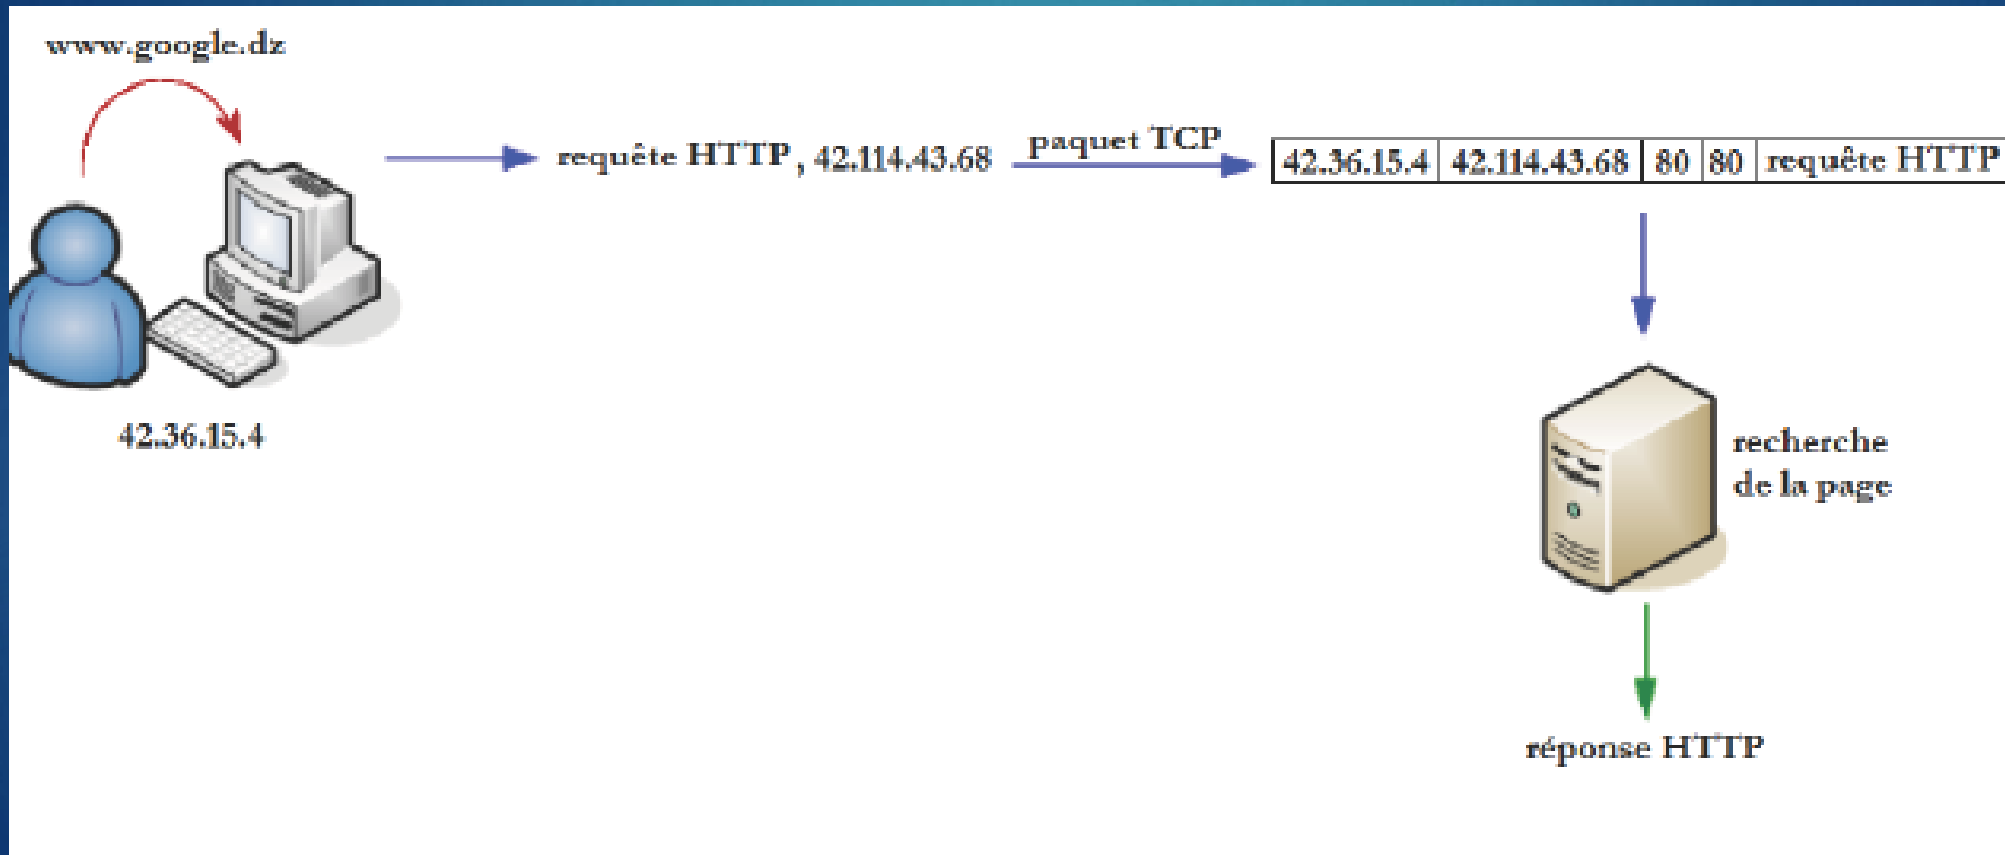 www.google.dz
requête HTTP , 42.114.43.68
paquet TCP
42.36.15.4 42.114.43.68 80 80 requête HTTP
42.36.15.4
recherche
de la page
réponse HTTP